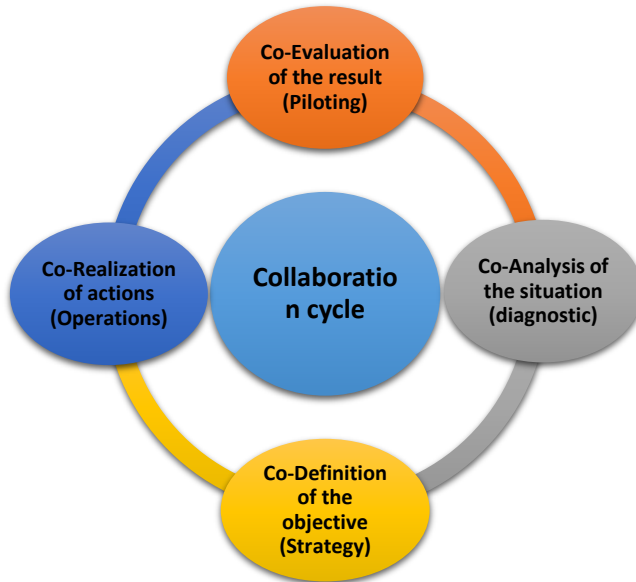 Co-Evaluation
of the result
(Piloting)
Co-Realization
of actions
(Operations)
Collaboratio
n cycle
Co-Analysis of
the situation
(diagnostic)
Co-Definition
of the
objective
(Strategy)